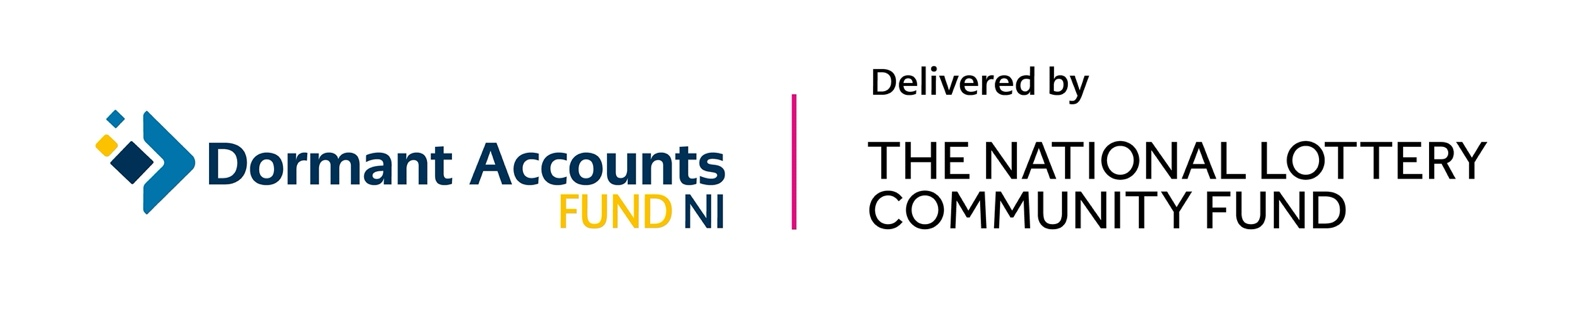 Dormant Accounts
FUND NI
Delivered by
THE NATIONAL LOTTERY
COMMUNITY FUND